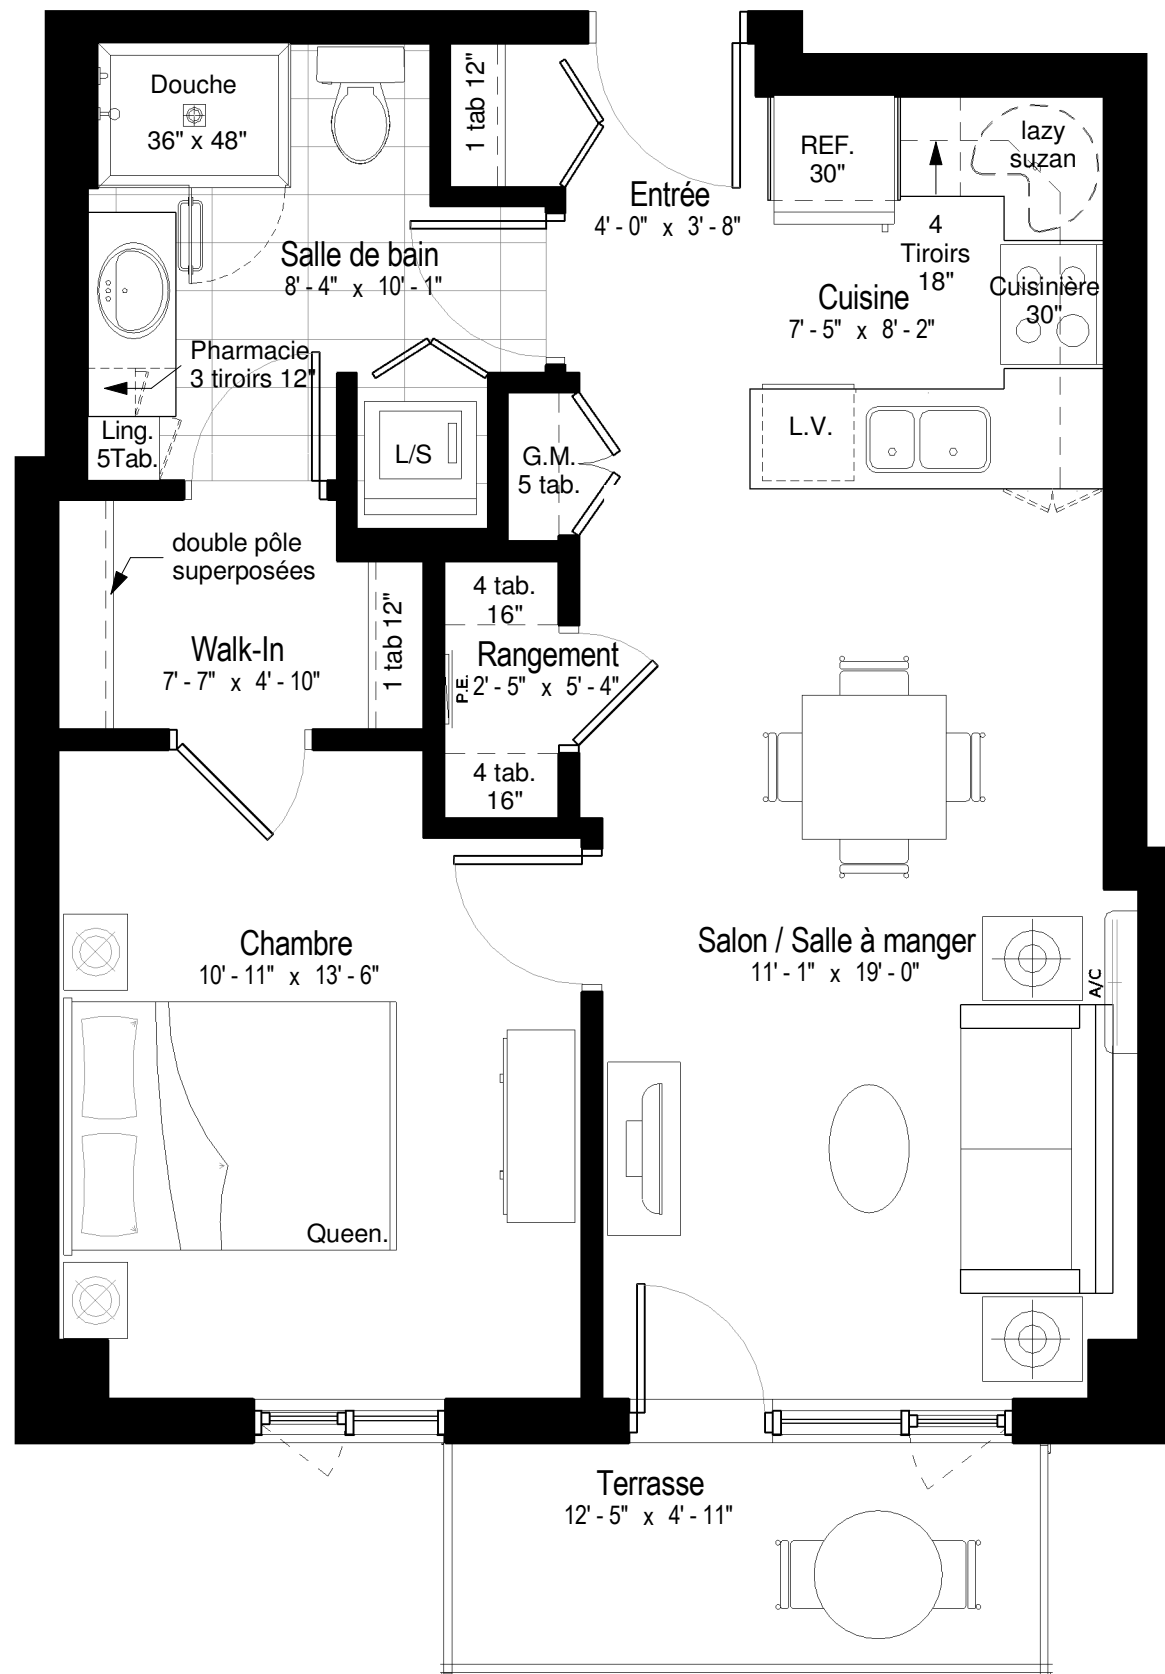 Douche
36" x 48"
1 tab 12"
REF.
30"
lazy
suzan
Entrée
4' - 0" x 3' - 8"
4
Tiroirs
18"
Salle de bain
8' - 4" x 10' - 1"
Cuisine
7' - 5" x 8' - 2"
Cuisinière
30"
Pharmacie
3 tiroirs 12"
Ling.
5Tab.
L/S
G.M.
5 tab.
L.V.
double pôle
superposées
4 tab.
16"
1 tab 12"
Walk-In
7' - 7" x 4' - 10"
Rangement
2' - 5" x 5' - 4"
P.E.
4 tab.
16"
Chambre
10' - 11" x 13' - 6"
Salon / Salle à manger
11' - 1" x 19' - 0"
A/C
Queen.
Terrasse
12' - 5" x 4' - 11"